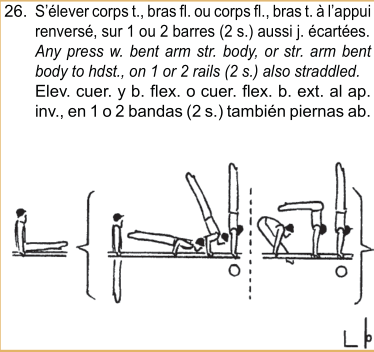 26. S'élever corps t., bras fl. ou corps fl., bras t. à l'appui
renversé, sur 1 ou 2 barres (2 s.) aussi j. écartées.
Any press w. bent arm str. body, or str. arm bent
body to hdst., on 1 or 2 rails (2 s.) also straddled.
Elev. cuer. y b. flex. o cuer. flex. b. ext. al ap.
inv., en 1 o 2 bandas (2 s.) también piernas ab.